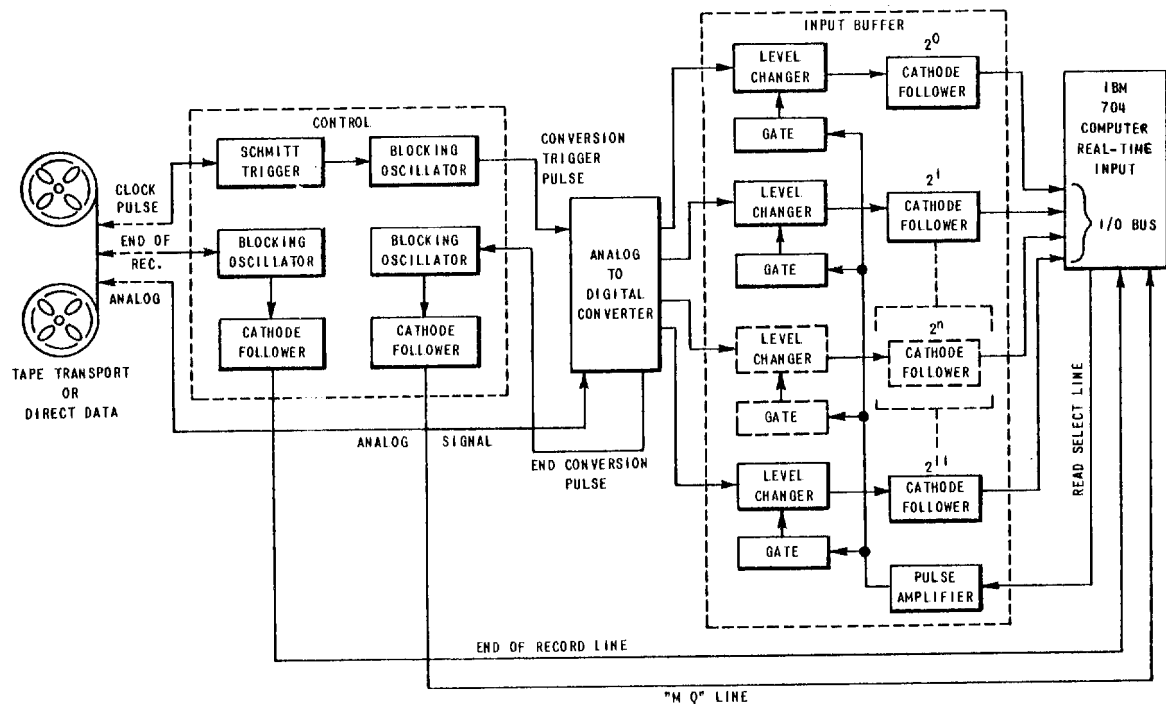 INPUT BUFFER
CONTROL
TAPE TRANSPORT
OR
DIRECT DATA
CLOCK
PULSE
END OF
REC.
ANALOG
SCHMITT
TRIGGER
BLOCKING
OSCILLATOR
BLOCKING
OSCILLATOR
BLOCKING
OSCILLATOR
CATHODE
FOLLOWER
CATHODE
FOLLOWER
CONVERSION
TRIGGER
PULSE
ANALOG
TO
DIGITAL
CONVERTER
ANALOG SIGNAL
END CONVERSION
PULSE
LEVEL
CHANGER
GATE
2⁰
CATHODE
FOLLOWER
LEVEL
CHANGER
GATE
2¹
CATHODE
FOLLOWER
LEVEL
CHANGER
GATE
2ⁿ
CATHODE
FOLLOWER
LEVEL
CHANGER
GATE
2¹¹
CATHODE
FOLLOWER
PULSE
AMPLIFIER
IBM
704
COMPUTER
REAL-TIME
INPUT
I/O BUS
READ SELECT LINE
END OF RECORD LINE
"M Q" LINE